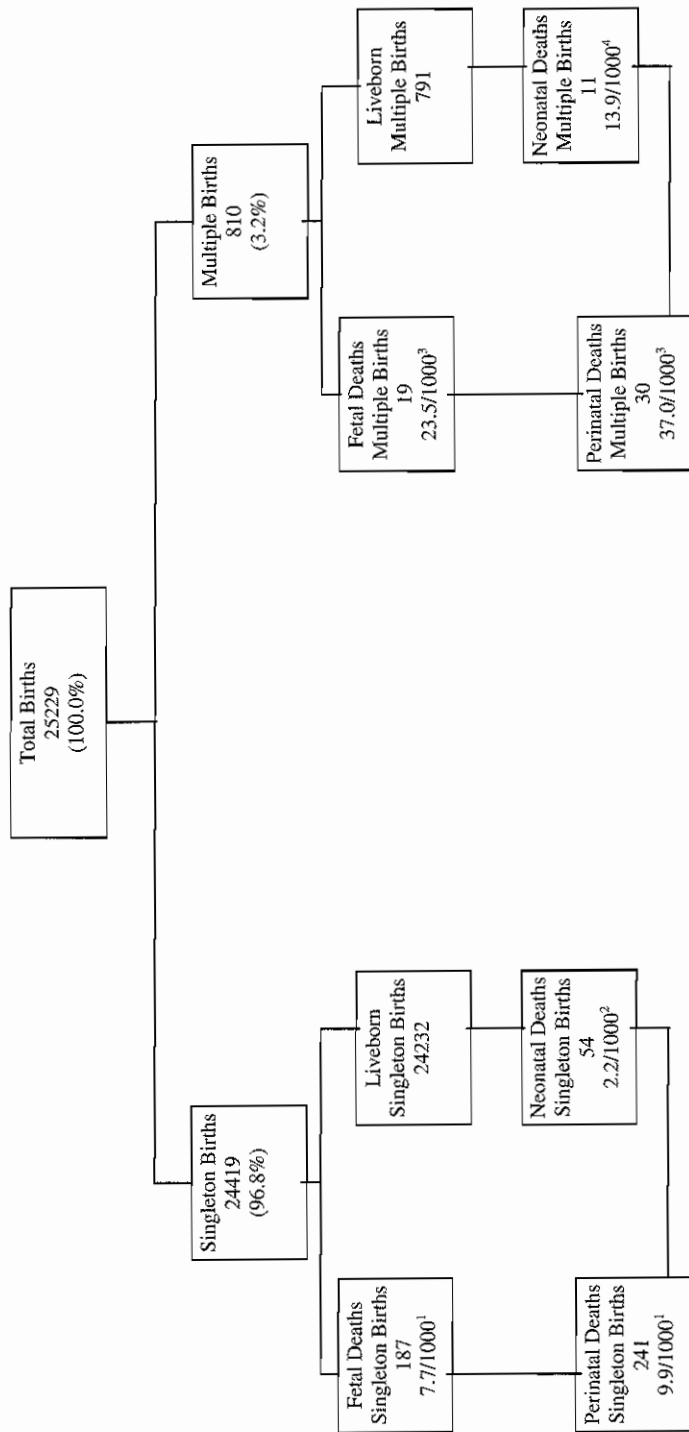 Total Births
25229
(100.0%)
Singleton Births
24419
(96.8%)
Multiple Births
810
(3.2%)
Fetal Deaths
Singleton Births
187
7.7/1000¹
Liveborn
Singleton Births
24232
Fetal Deaths
Multiple Births
19
23.5/1000³
Liveborn
Multiple Births
791
Perinatal Deaths
Singleton Births
241
9.9/1000¹
Neonatal Deaths
Singleton Births
54
2.2/1000²
Perinatal Deaths
Multiple Births
30
37.0/1000³
Neonatal Deaths
Multiple Births
11
13.9/1000⁴